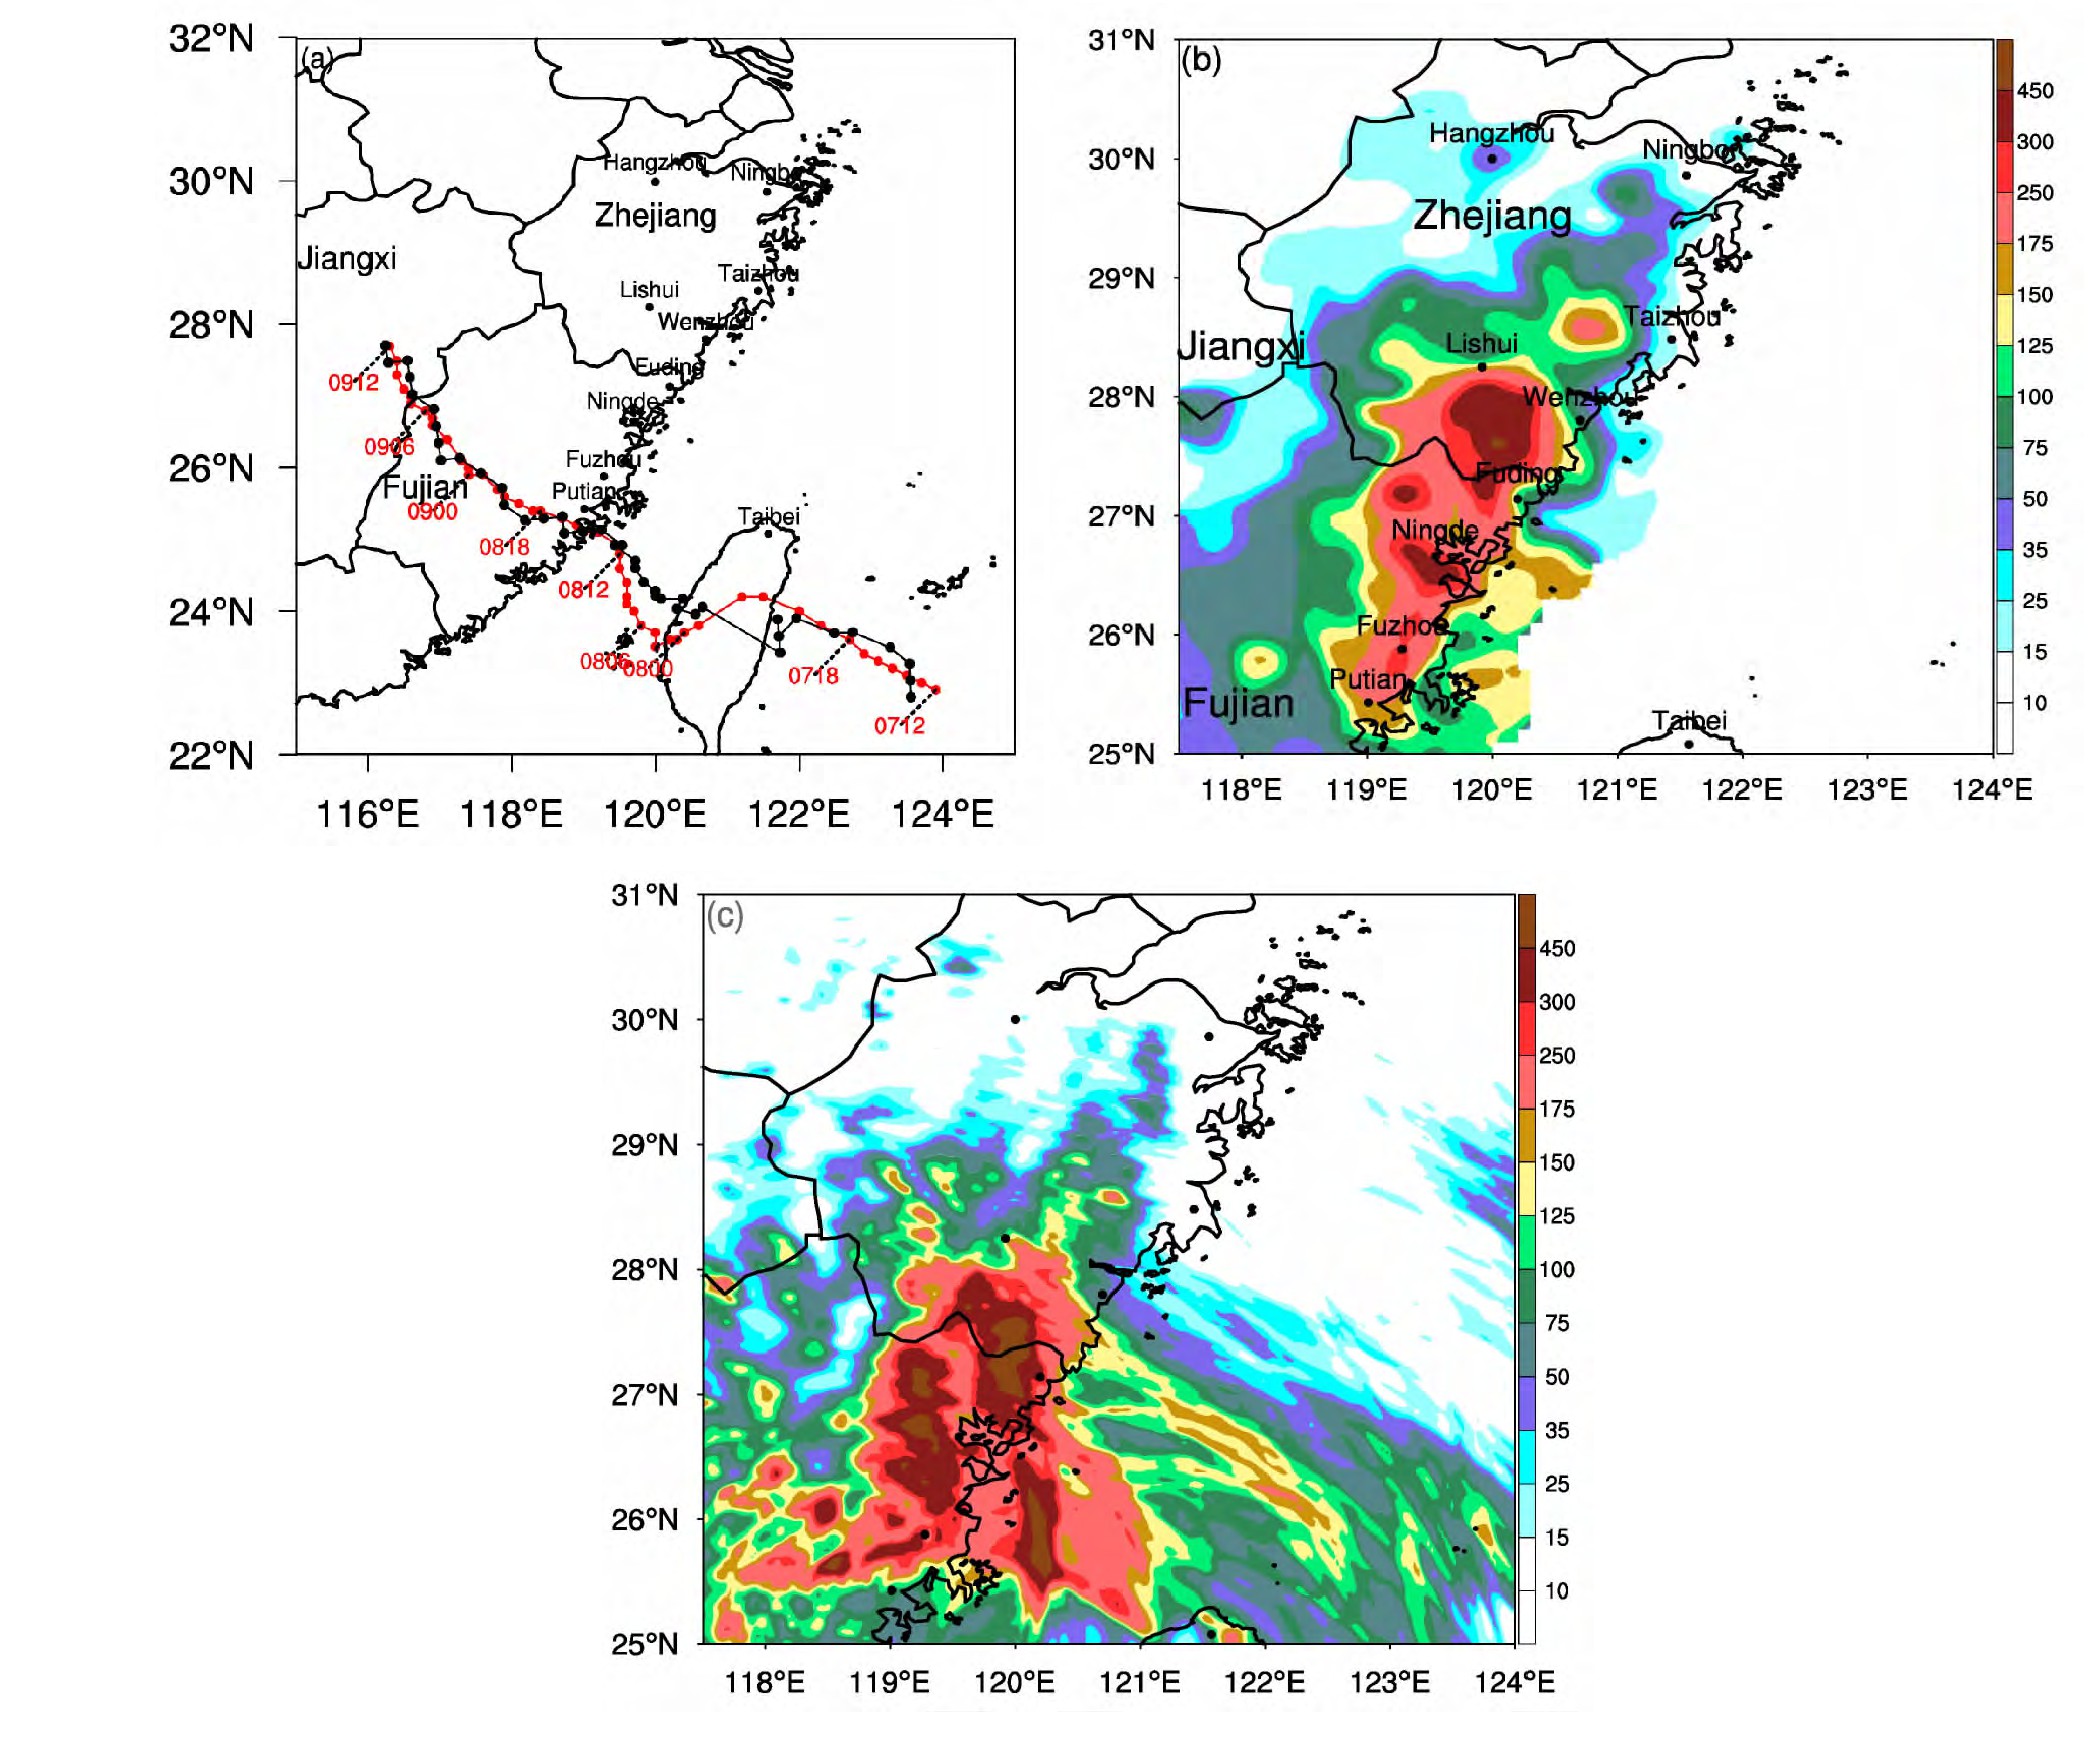 32°N
30°N
28°N
26°N
24°N
22°N
(a)
Hangzhou
Ningbo
Zhejiang
Jiangxi
Taizhou
Lishui
Wenzhou
Fuding
Ningde
0912
0906
Fuzhou
Fujian
Putian
0900
Taibei
0818
0812
0806
0800
0718
0712
116°E 118°E 120°E 122°E 124°E
31°N
30°N
29°N
28°N
27°N
26°N
25°N
(b)
Hangzhou
Ningbo
Zhejiang
Taizhou
Jiangxi
Lishui
Wenzhou
Fuding
Ningde
Fuzhou
Putian
Fujian
Taibei
118°E 119°E 120°E 121°E 122°E 123°E 124°E
450
300
250
175
150
125
100
75
50
35
25
15
10
31°N
30°N
29°N
28°N
27°N
26°N
25°N
(c)
118°E 119°E 120°E 121°E 122°E 123°E 124°E
450
300
250
175
150
125
100
75
50
35
25
15
10